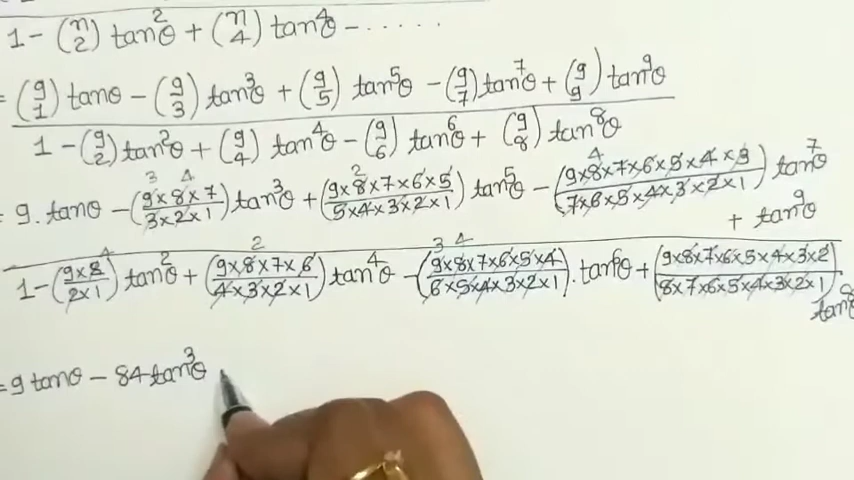 1 - (n 2) tan²θ + (n 4) tan⁴θ - ......
= (9 1) tanθ - (9 3) tan³θ + (9 5) tan⁵θ - (9 7) tan⁷θ + (9 9) tan⁹θ
1 - (9 2) tan²θ + (9 4) tan⁴θ - (9 6) tan⁶θ + (9 8) tan⁸θ
= 9. tanθ - (9×8×7 / 3×2×1) tan³θ + (9×8×7×6×5 / 5×4×3×2×1) tan⁵θ - (9×8×7×6×5×4×3 / 7×6×5×4×3×2×1) tan⁷θ
+ tan⁹θ
1 - (9×8 / 2×1) tan²θ + (9×8×7×6 / 4×3×2×1) tan⁴θ - (9×8×7×6×5×4 / 6×5×4×3×2×1). tan⁶θ + (9×8×7×6×5×4×3×2 / 8×7×6×5×4×3×2×1)
tan⁸θ
= 9 tanθ - 84 tan³θ